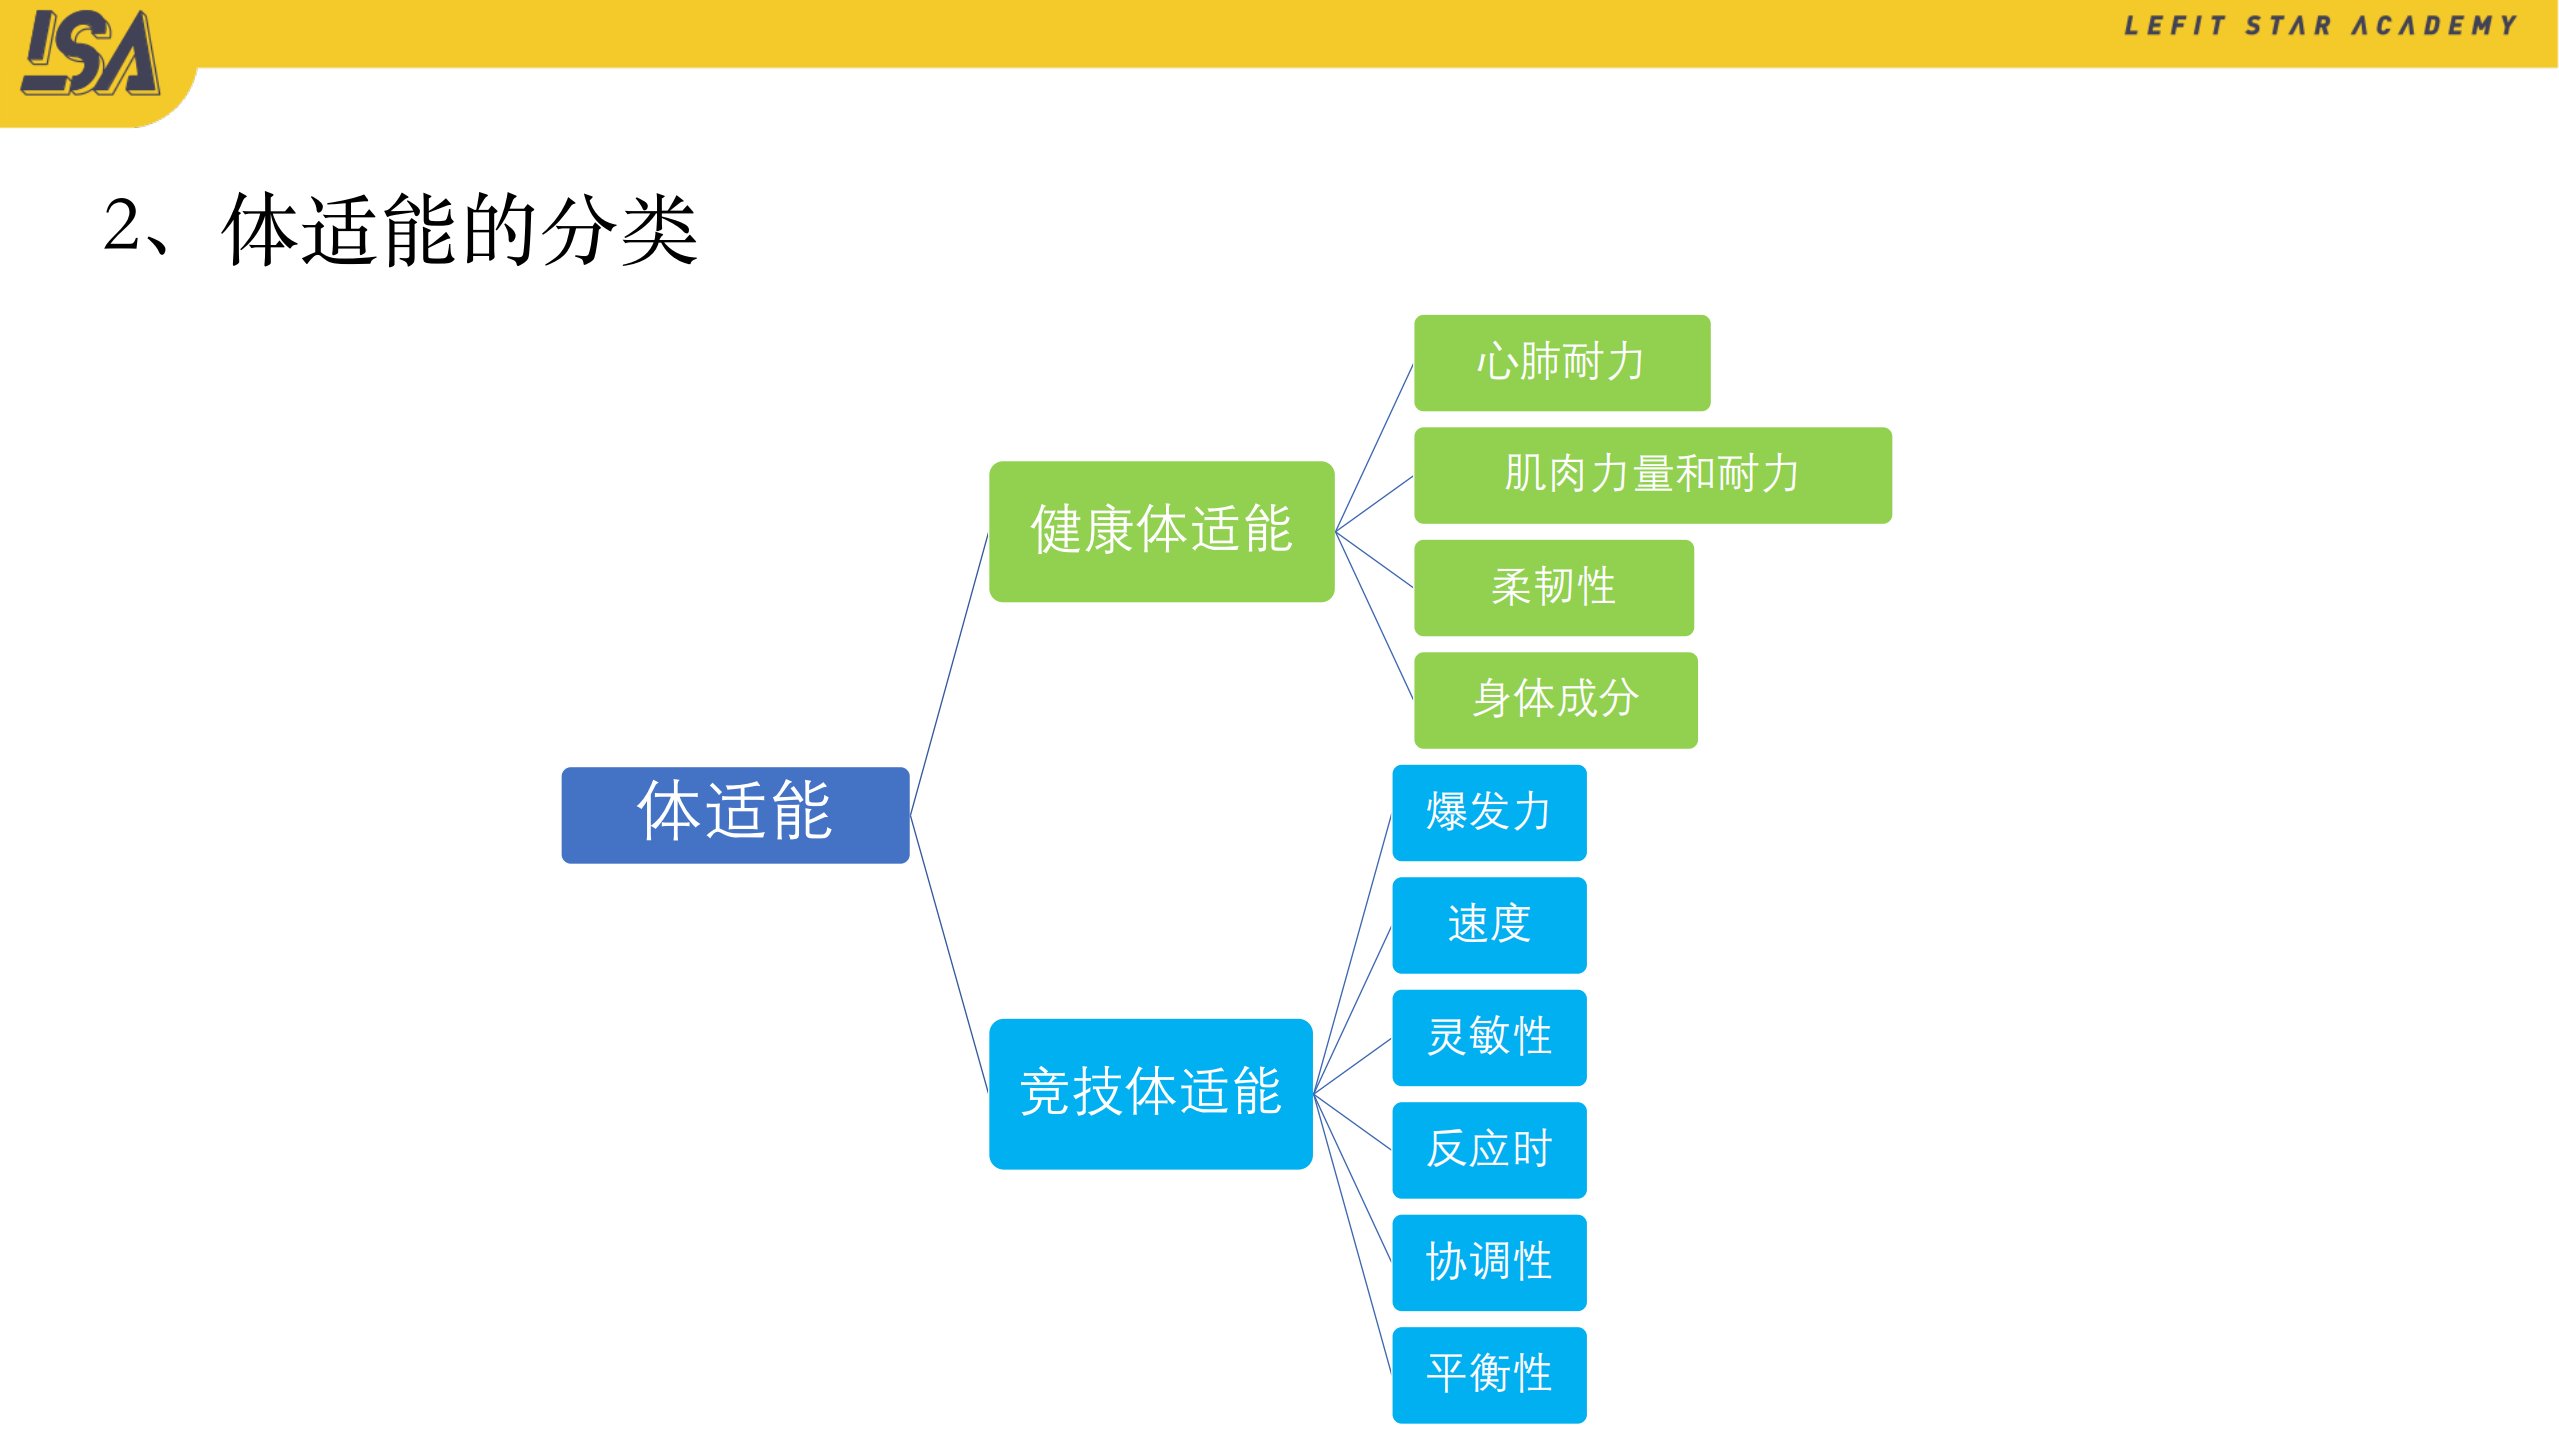 LSA
LEFIT STAR ACADEMY
2、体适能的分类
体适能
健康体适能
心肺耐力
肌肉力量和耐力
柔韧性
身体成分
竞技体适能
爆发力
速度
灵敏性
反应时
协调性
平衡性